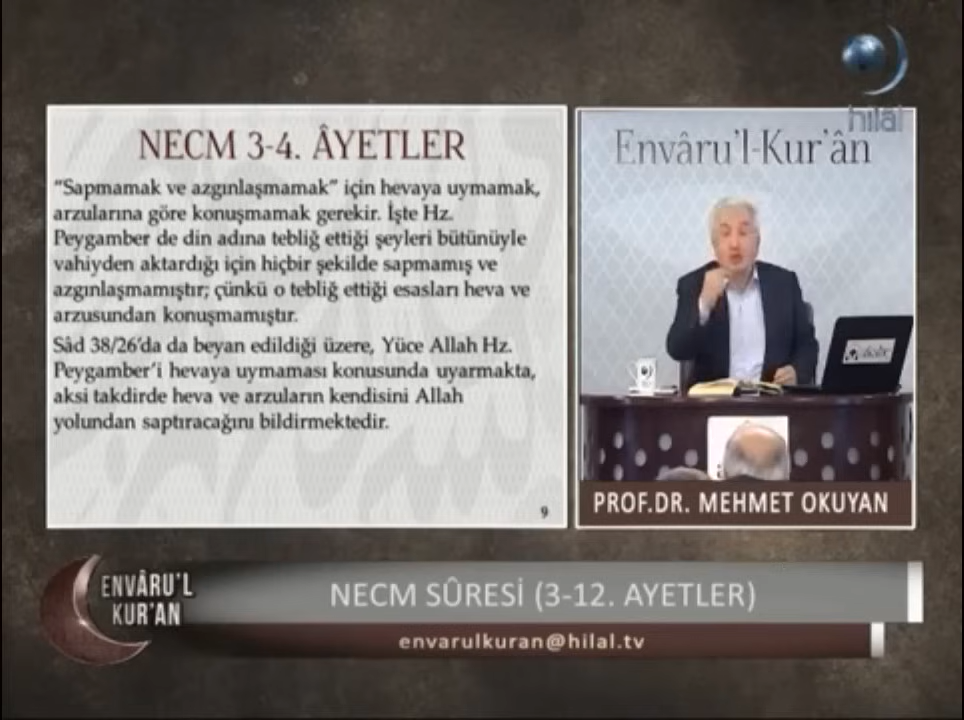 hilal
NECM 3-4. ÂYETLER
"Sapmamak ve azgınlaşmamak" için hevaya uymamak,
arzularına göre konuşmamak gerekir. İşte Hz.
Peygamber de din adına tebliğ ettiği şeyleri bütünüyle
vahiyden aktardığı için hiçbir şekilde sapmamış ve
azgınlaşmamıştır; çünkü o tebliğ ettiği esasları heva ve
arzusundan konuşmamıştır.
Sâd 38/26'da da beyan edildiği üzere, Yüce Allah Hz.
Peygamber'i hevaya uymaması konusunda uyarmakta,
aksi takdirde heva ve arzuların kendisini Allah
yolundan saptıracağını bildirmektedir.
9
Envâru'l-Kur'ân
PROF.DR. MEHMET OKUYAN
ENVÂRU'L
KUR'AN
NECM SÛRESİ (3-12. AYETLER)
envarulkuran@hilal.tv